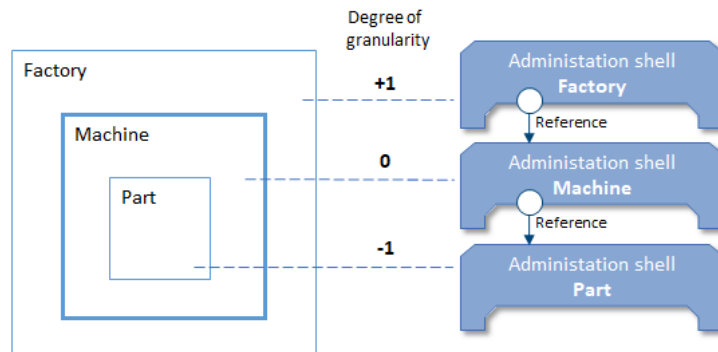 Degree of
granularity
Factory
Machine
Part
+1
0
-1
Administation shell
Factory
Reference
Administation shell
Machine
Reference
Administation shell
Part